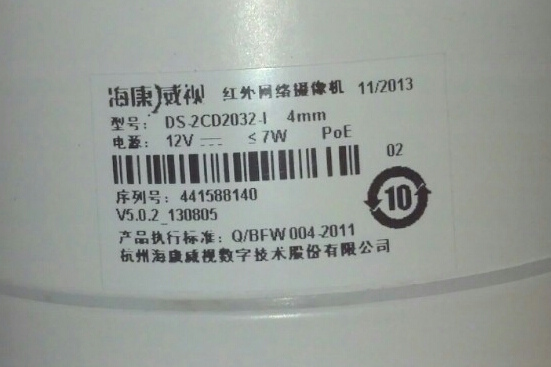 海康威视 红外网络摄像机 11/2013
型号： DS-2CD2032-I 4mm
电源： 12V ⎓ ≤7W PoE
02
10
序列号： 441588140
V5.0.2_130805
产品执行标准： Q/BFW 004-2011
杭州海康威视数字技术股份有限公司